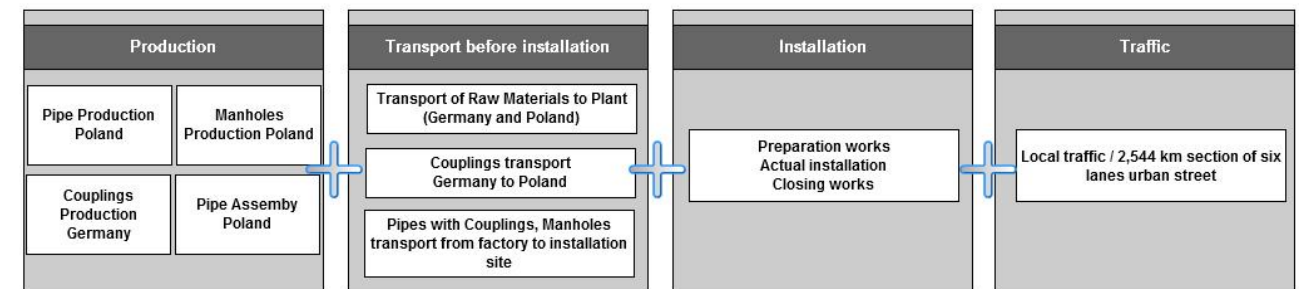 Production
Pipe Production
Poland
Manholes
Production Poland
Couplings
Production
Germany
Pipe Assemby
Poland
Transport before installation
Transport of Raw Materials to Plant
(Germany and Poland)
Couplings transport
Germany to Poland
Pipes with Couplings, Manholes
transport from factory to installation
site
Installation
Preparation works
Actual installation
Closing works
Traffic
Local traffic / 2,544 km section of six
lanes urban street